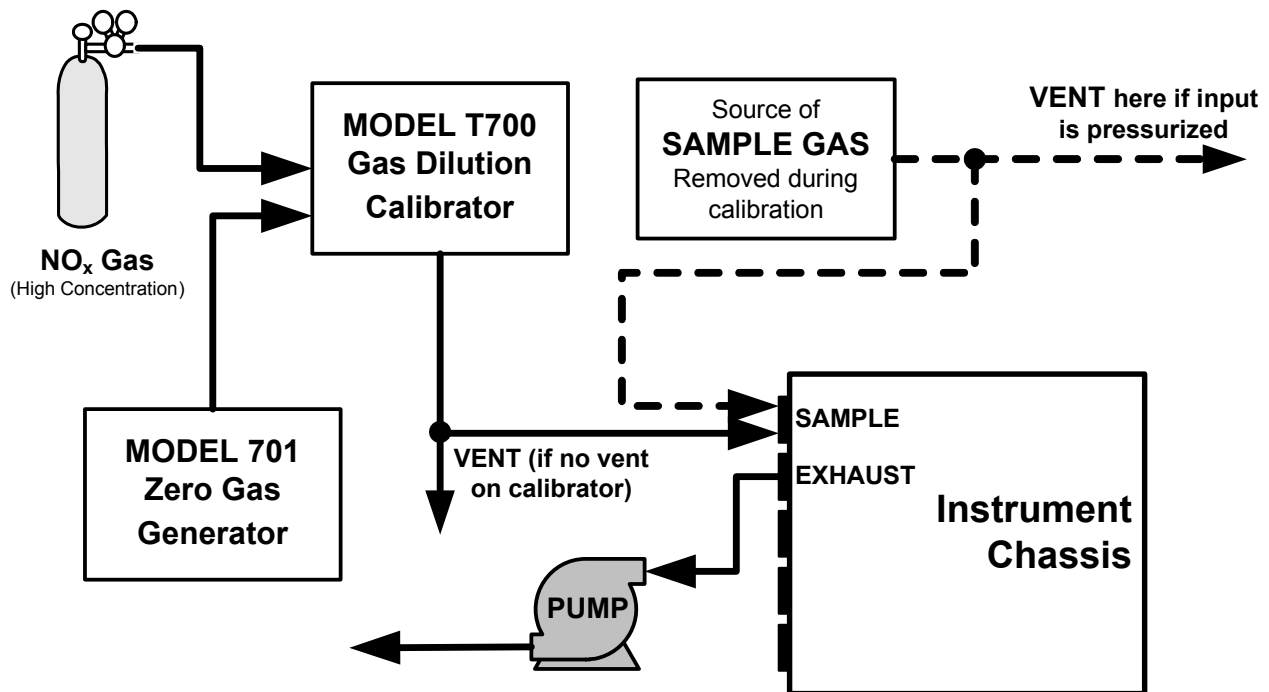 NOx Gas
(High Concentration)
MODEL T700
Gas Dilution
Calibrator
Source of
SAMPLE GAS
Removed during
calibration
VENT here if input
is pressurized
MODEL 701
Zero Gas
Generator
VENT (if no vent
on calibrator)
SAMPLE
EXHAUST
Instrument
Chassis
PUMP